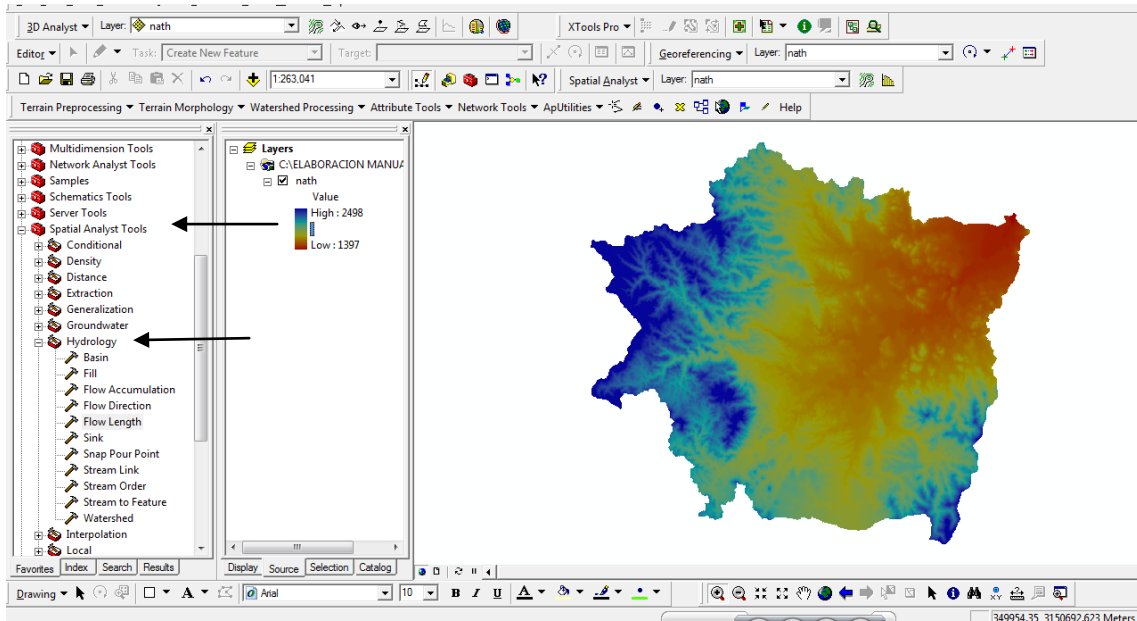 3D Analyst Layer: nath XTools Pro
Editor Task: Create New Feature Target: Georeferencing Layer: nath
1:263,041 Spatial Analyst Layer: nath
Terrain Preprocessing Terrain Morphology Watershed Processing Attribute Tools Network Tools ApUtilities Help
Multidimension Tools
Network Analyst Tools
Samples
Schematics Tools
Server Tools
Spatial Analyst Tools
Conditional
Density
Distance
Extraction
Generalization
Groundwater
Hydrology
Basin
Fill
Flow Accumulation
Flow Direction
Flow Length
Sink
Snap Pour Point
Stream Link
Stream Order
Stream to Feature
Watershed
Interpolation
Local
Favorites Index Search Results
Layers
C:\ELABORACION MANUA
nath
Value
High : 2498
Low : 1397
Display Source Selection Catalog
Drawing A Arial 10 B I U A
349954.35 3150692.623 Meters